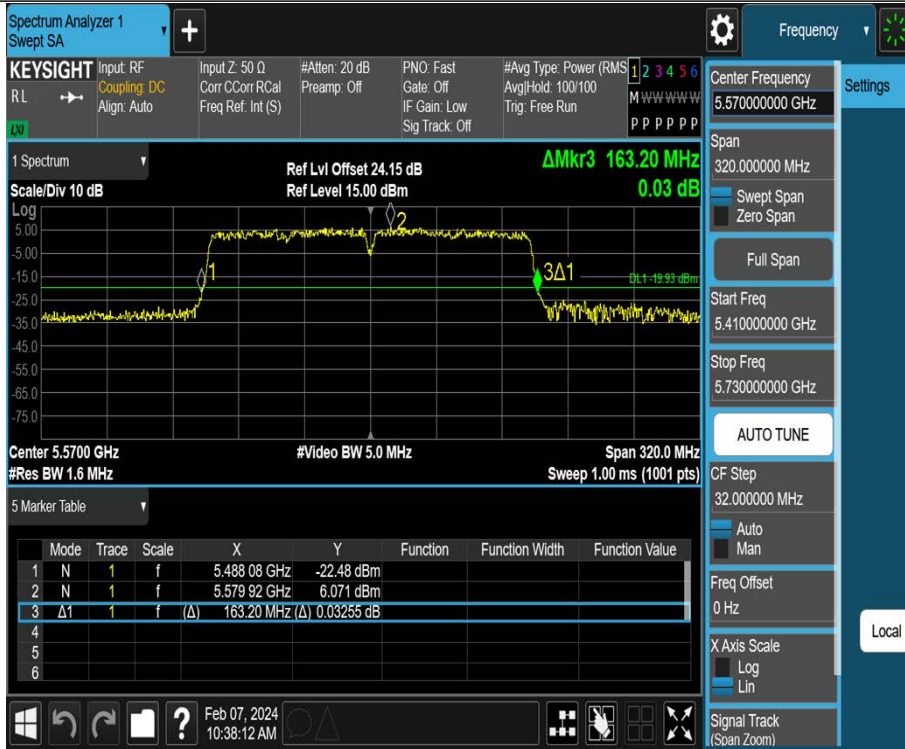 Spectrum Analyzer 1
Swept SA
+
Frequency
KEYSIGHT
Input: RF
Input Z: 50 Ω
#Atten: 20 dB
PNO: Fast
#Avg Type: Power (RMS
1 2 3 4 5 6
RL
Coupling: DC
Corr CCorr RCal
Preamp: Off
Gate: Off
Avg|Hold: 100/100
M W W W W W
Align: Auto
Freq Ref: Int (S)
IF Gain: Low
Trig: Free Run
LXI
Sig Track: Off
P P P P P P
1 Spectrum
Ref Lvl Offset 24.15 dB
ΔMkr3 163.20 MHz
Scale/Div 10 dB
Ref Level 15.00 dBm
0.03 dB
Log
5.00
-5.00
-15.0
-25.0
-35.0
-45.0
-55.0
-65.0
-75.0
1
2
3Δ1
DL1 -19.93 dBm
Center 5.5700 GHz
#Video BW 5.0 MHz
Span 320.0 MHz
#Res BW 1.6 MHz
Sweep 1.00 ms (1001 pts)
5 Marker Table
Mode Trace Scale X Y Function Function Width Function Value
1 N 1 f 5.488 08 GHz -22.48 dBm
2 N 1 f 5.579 92 GHz 6.071 dBm
3 Δ1 1 f (Δ) 163.20 MHz (Δ) 0.03255 dB
4
5
6
?
Feb 07, 2024
10:38:12 AM
Center Frequency
5.570000000 GHz
Settings
Span
320.000000 MHz
Swept Span
Zero Span
Full Span
Start Freq
5.410000000 GHz
Stop Freq
5.730000000 GHz
AUTO TUNE
CF Step
32.000000 MHz
Auto
Man
Freq Offset
0 Hz
Local
X Axis Scale
Log
Lin
Signal Track
(Span Zoom)